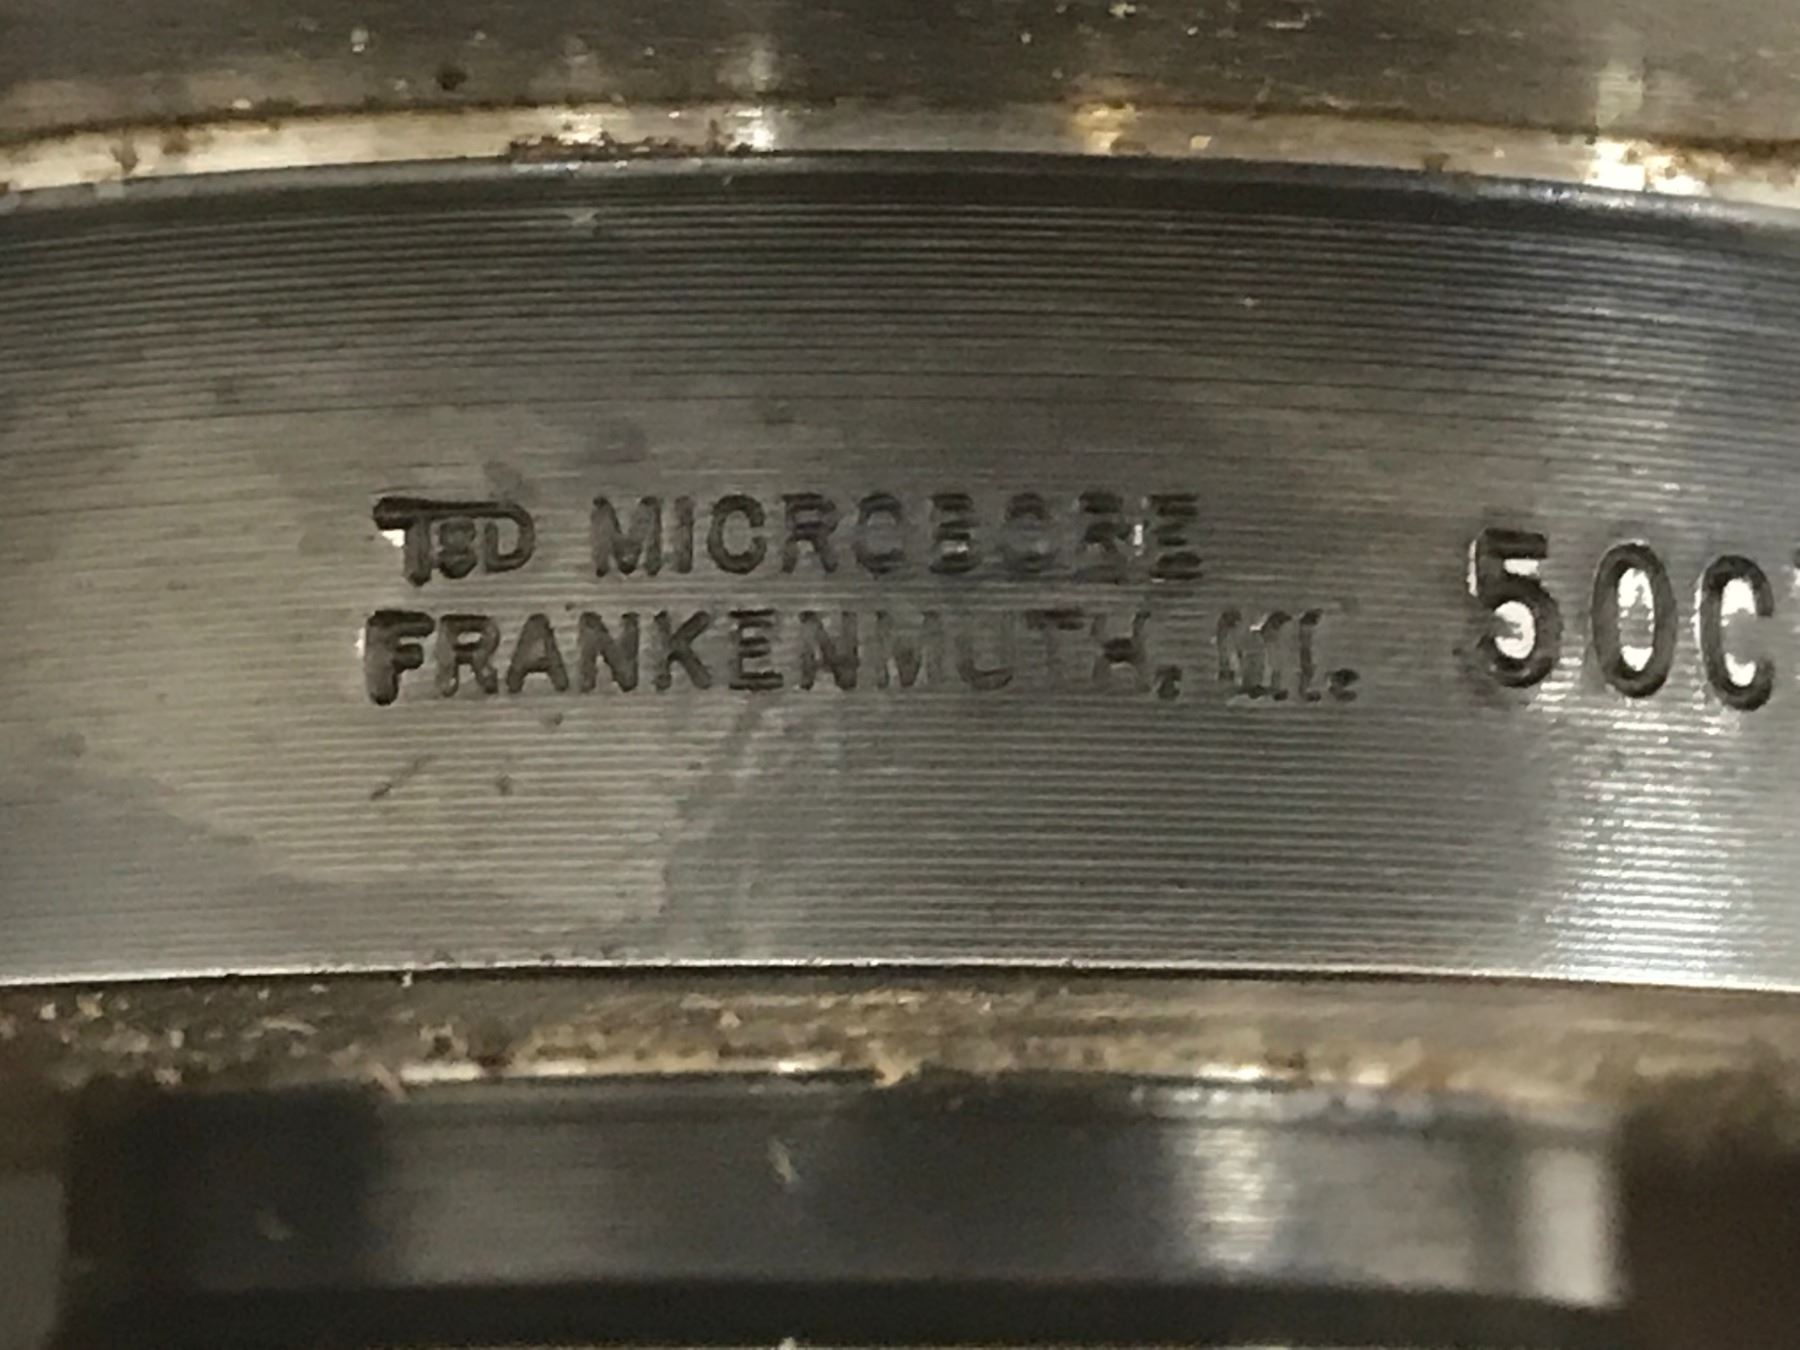 TSD MICROBORE
FRANKENMUTH, MI.
50C